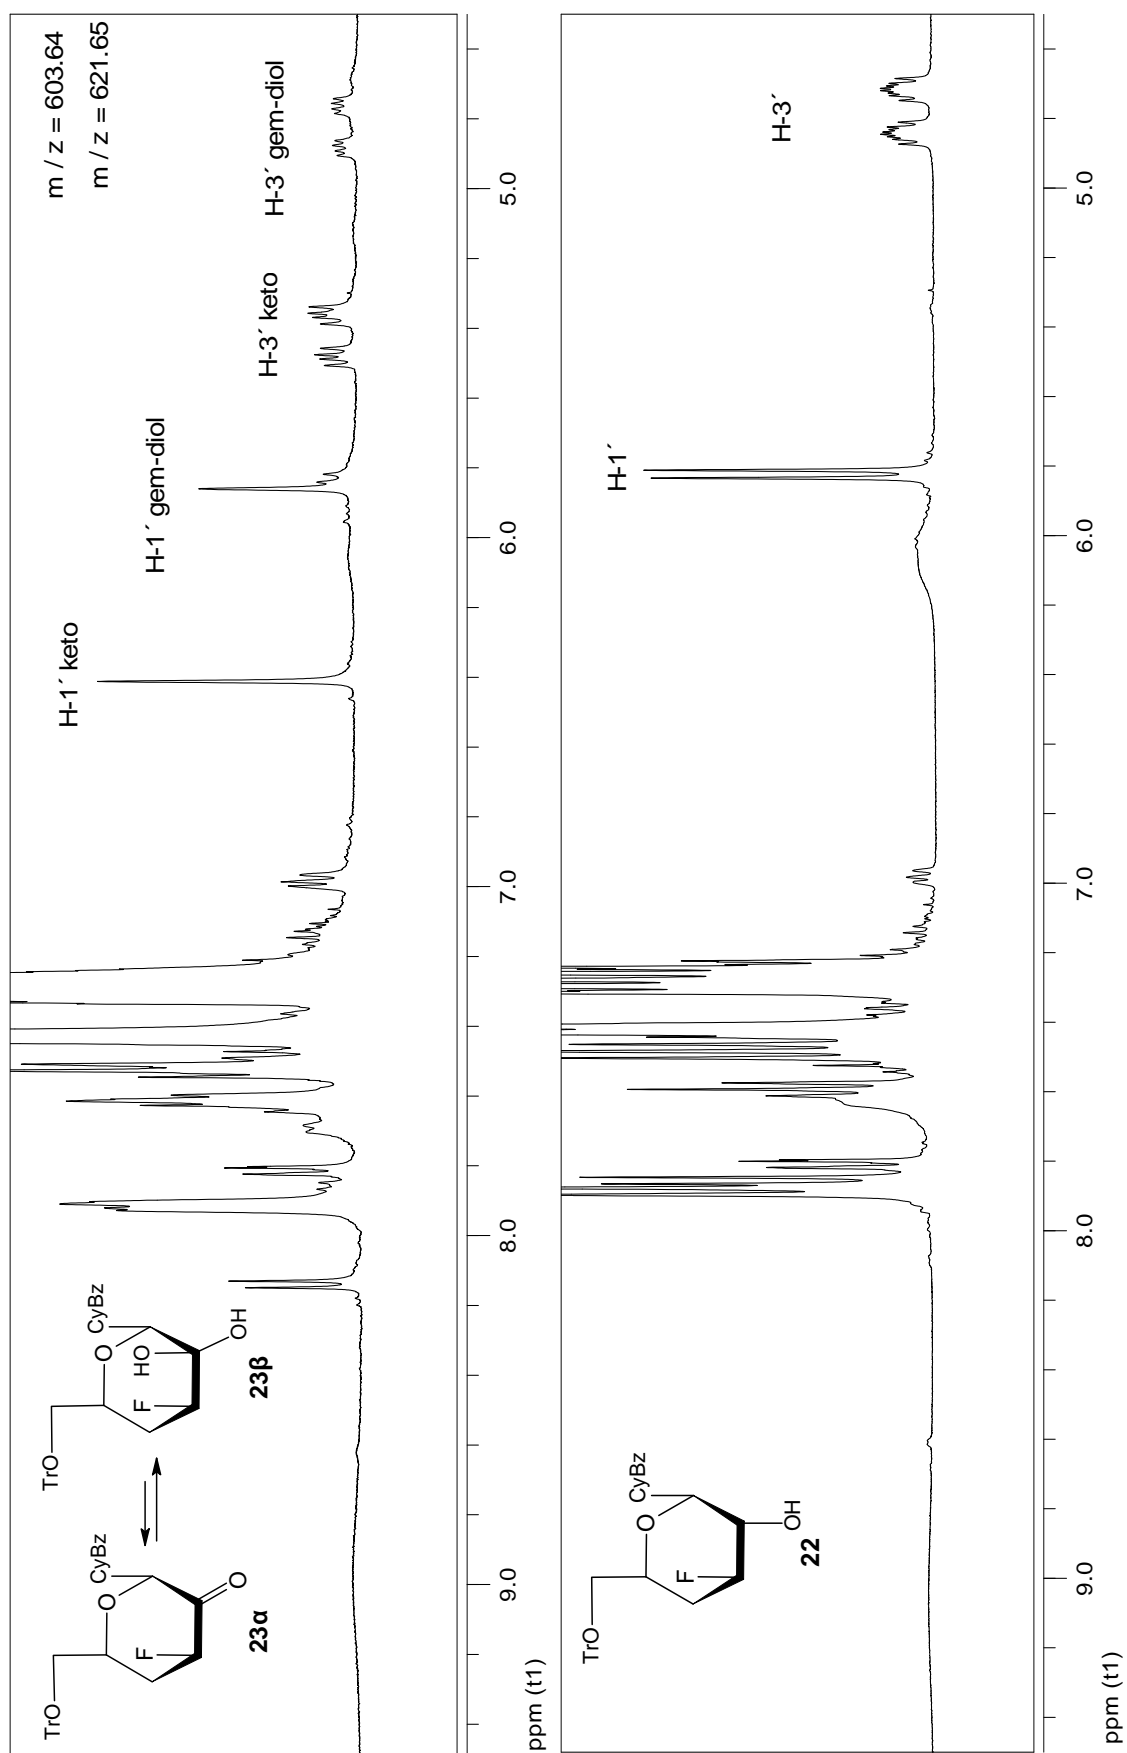 m / z = 603.64
m / z = 621.65
H-1´ keto
H-1´ gem-diol
H-3´ keto
H-3´ gem-diol
TrO
O
CyBz
F
O
23α
TrO
O
CyBz
HO
F
OH
23β
ppm (t1)
9.0
8.0
7.0
6.0
5.0
H-1´
H-3´
TrO
O
CyBz
F
OH
22
ppm (t1)
9.0
8.0
7.0
6.0
5.0